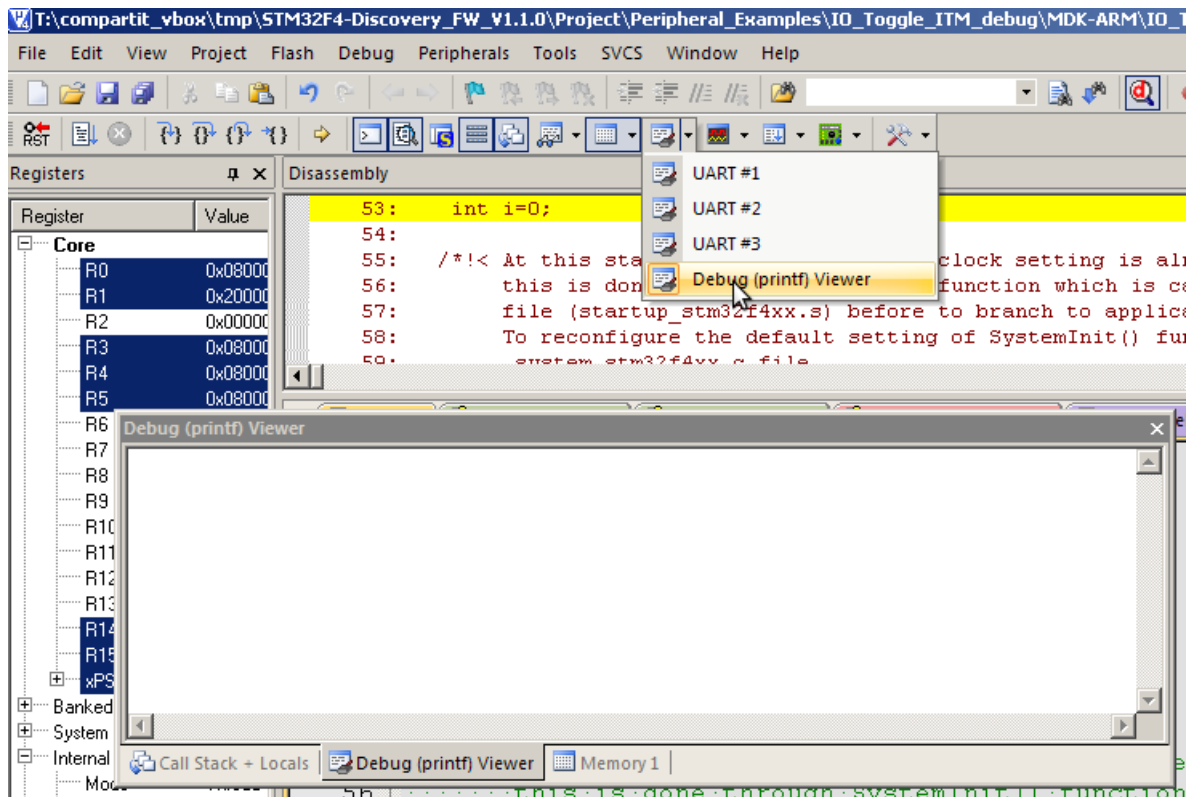 T:\compartit_vbox\tmp\STM32F4-Discovery_FW_V1.1.0\Project\Peripheral_Examples\IO_Toggle_ITM_debug\MDK-ARM\IO_T
File Edit View Project Flash Debug Peripherals Tools SVCS Window Help
RST
Registers
Disassembly
UART #1
UART #2
UART #3
Debug (printf) Viewer
Register Value
Core
R0 0x08000
R1 0x20000
R2 0x00000
R3 0x08000
R4 0x08000
R5 0x08000
R6
R7
R8
R9
R10
R11
R12
R13
R14
R15
xPS
Banked
System
Internal
53: int i=0;
54:
55: /*!< At this sta clock setting is alr
56: this is don function which is ca
57: file (startup_stm32f4xx.s) before to branch to applica
58: To reconfigure the default setting of SystemInit() fun
59: system_stm32f4xx.c file
Debug (printf) Viewer
Call Stack + Locals Debug (printf) Viewer Memory 1
56 this is done through SystemInit() function